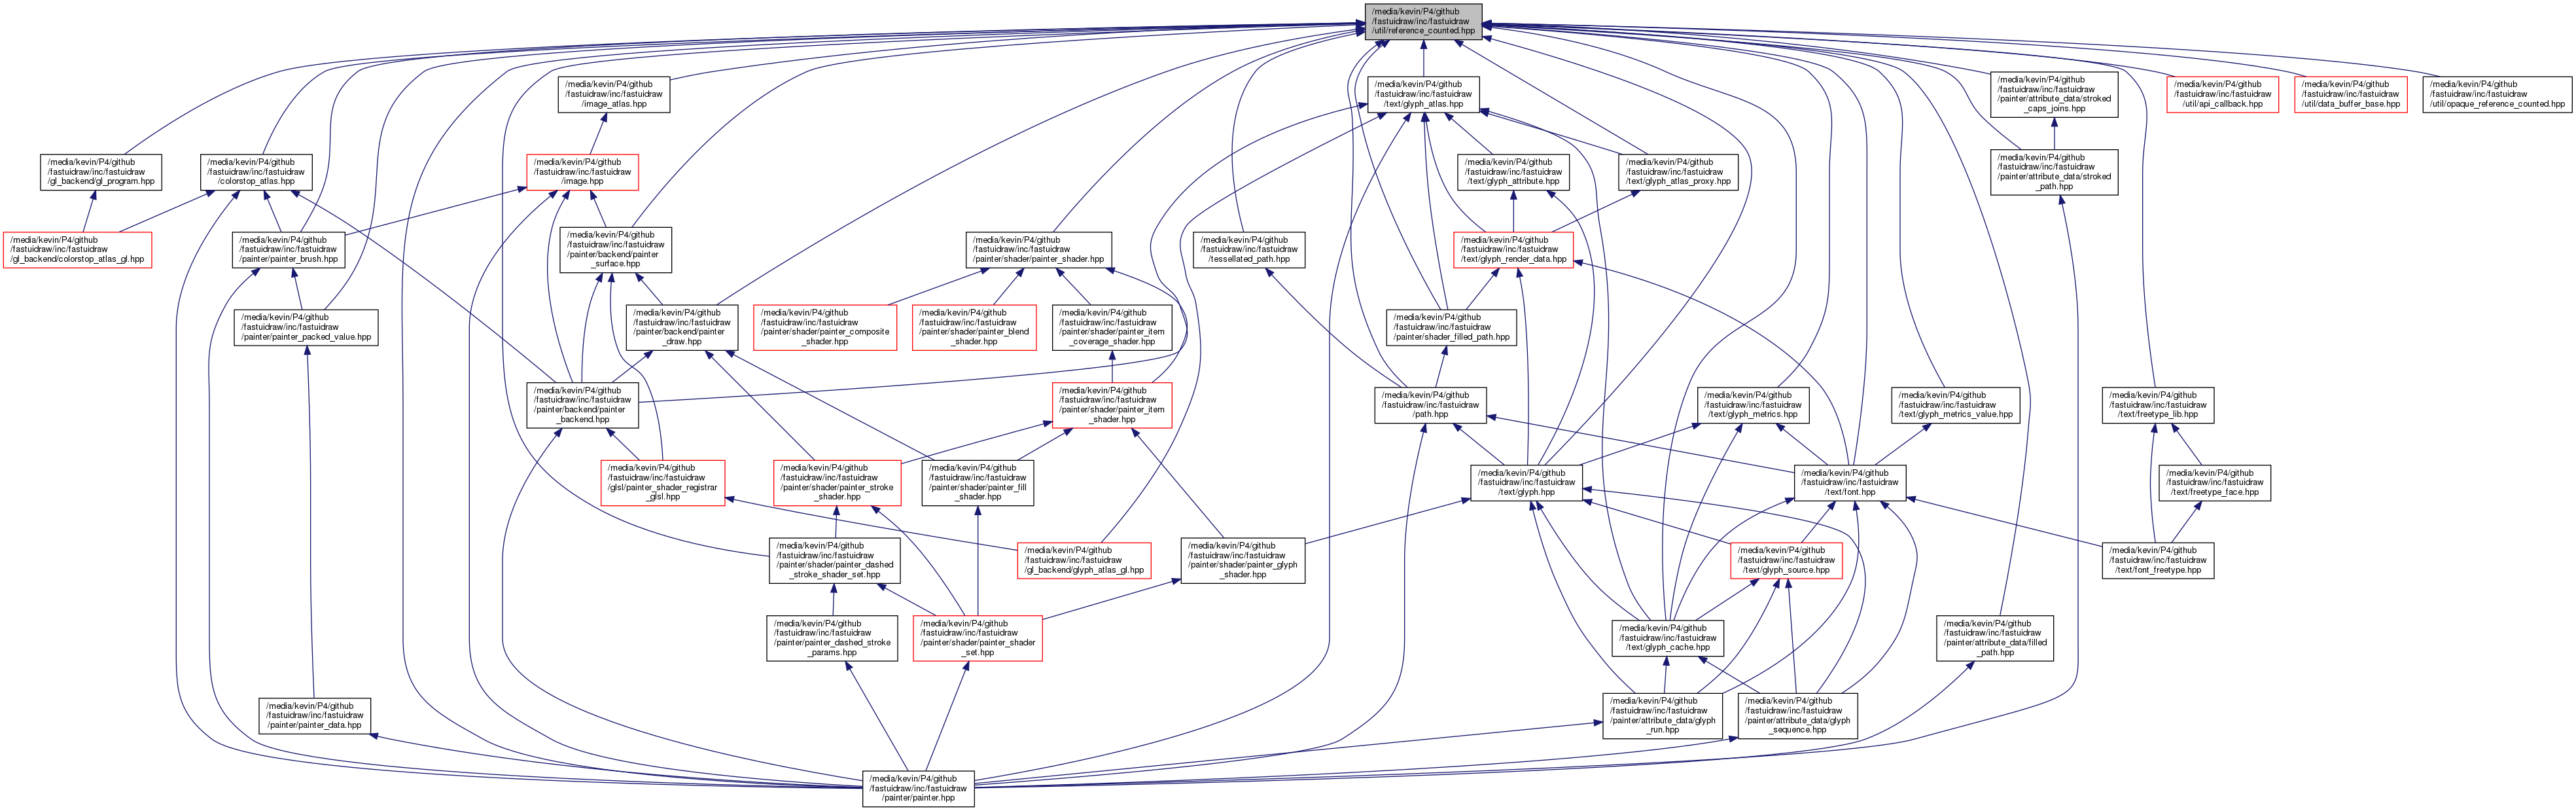 /media/kevin/P4/github
/fastuidraw/inc/fastuidraw
/util/reference_counted.hpp
/media/kevin/P4/github
/fastuidraw/inc/fastuidraw
/image_atlas.hpp
/media/kevin/P4/github
/fastuidraw/inc/fastuidraw
/text/glyph_atlas.hpp
/media/kevin/P4/github
/fastuidraw/inc/fastuidraw
/painter/attribute_data/stroked
_caps_joins.hpp
/media/kevin/P4/github
/fastuidraw/inc/fastuidraw
/util/api_callback.hpp
/media/kevin/P4/github
/fastuidraw/inc/fastuidraw
/util/data_buffer_base.hpp
/media/kevin/P4/github
/fastuidraw/inc/fastuidraw
/util/opaque_reference_counted.hpp
/media/kevin/P4/github
/fastuidraw/inc/fastuidraw
/gl_backend/gl_program.hpp
/media/kevin/P4/github
/fastuidraw/inc/fastuidraw
/colorstop_atlas.hpp
/media/kevin/P4/github
/fastuidraw/inc/fastuidraw
/image.hpp
/media/kevin/P4/github
/fastuidraw/inc/fastuidraw
/text/glyph_attribute.hpp
/media/kevin/P4/github
/fastuidraw/inc/fastuidraw
/text/glyph_atlas_proxy.hpp
/media/kevin/P4/github
/fastuidraw/inc/fastuidraw
/painter/attribute_data/stroked
_path.hpp
/media/kevin/P4/github
/fastuidraw/inc/fastuidraw
/gl_backend/colorstop_atlas_gl.hpp
/media/kevin/P4/github
/fastuidraw/inc/fastuidraw
/painter/painter_brush.hpp
/media/kevin/P4/github
/fastuidraw/inc/fastuidraw
/painter/backend/painter
_surface.hpp
/media/kevin/P4/github
/fastuidraw/inc/fastuidraw
/painter/shader/painter_shader.hpp
/media/kevin/P4/github
/fastuidraw/inc/fastuidraw
/tessellated_path.hpp
/media/kevin/P4/github
/fastuidraw/inc/fastuidraw
/text/glyph_render_data.hpp
/media/kevin/P4/github
/fastuidraw/inc/fastuidraw
/painter/painter_packed_value.hpp
/media/kevin/P4/github
/fastuidraw/inc/fastuidraw
/painter/backend/painter
_draw.hpp
/media/kevin/P4/github
/fastuidraw/inc/fastuidraw
/painter/shader/painter_composite
_shader.hpp
/media/kevin/P4/github
/fastuidraw/inc/fastuidraw
/painter/shader/painter_blend
_shader.hpp
/media/kevin/P4/github
/fastuidraw/inc/fastuidraw
/painter/shader/painter_item
_coverage_shader.hpp
/media/kevin/P4/github
/fastuidraw/inc/fastuidraw
/painter/shader_filled_path.hpp
/media/kevin/P4/github
/fastuidraw/inc/fastuidraw
/painter/backend/painter
_backend.hpp
/media/kevin/P4/github
/fastuidraw/inc/fastuidraw
/painter/shader/painter_item
_shader.hpp
/media/kevin/P4/github
/fastuidraw/inc/fastuidraw
/path.hpp
/media/kevin/P4/github
/fastuidraw/inc/fastuidraw
/text/glyph_metrics.hpp
/media/kevin/P4/github
/fastuidraw/inc/fastuidraw
/text/glyph_metrics_value.hpp
/media/kevin/P4/github
/fastuidraw/inc/fastuidraw
/text/freetype_lib.hpp
/media/kevin/P4/github
/fastuidraw/inc/fastuidraw
/glsl/painter_shader_registrar
_glsl.hpp
/media/kevin/P4/github
/fastuidraw/inc/fastuidraw
/painter/shader/painter_stroke
_shader.hpp
/media/kevin/P4/github
/fastuidraw/inc/fastuidraw
/painter/shader/painter_fill
_shader.hpp
/media/kevin/P4/github
/fastuidraw/inc/fastuidraw
/text/glyph.hpp
/media/kevin/P4/github
/fastuidraw/inc/fastuidraw
/text/font.hpp
/media/kevin/P4/github
/fastuidraw/inc/fastuidraw
/text/freetype_face.hpp
/media/kevin/P4/github
/fastuidraw/inc/fastuidraw
/painter/shader/painter_dashed
_stroke_shader_set.hpp
/media/kevin/P4/github
/fastuidraw/inc/fastuidraw
/gl_backend/glyph_atlas_gl.hpp
/media/kevin/P4/github
/fastuidraw/inc/fastuidraw
/painter/shader/painter_glyph
_shader.hpp
/media/kevin/P4/github
/fastuidraw/inc/fastuidraw
/text/glyph_source.hpp
/media/kevin/P4/github
/fastuidraw/inc/fastuidraw
/text/font_freetype.hpp
/media/kevin/P4/github
/fastuidraw/inc/fastuidraw
/painter/painter_dashed_stroke
_params.hpp
/media/kevin/P4/github
/fastuidraw/inc/fastuidraw
/painter/shader/painter_shader
_set.hpp
/media/kevin/P4/github
/fastuidraw/inc/fastuidraw
/text/glyph_cache.hpp
/media/kevin/P4/github
/fastuidraw/inc/fastuidraw
/painter/attribute_data/filled
_path.hpp
/media/kevin/P4/github
/fastuidraw/inc/fastuidraw
/painter/painter_data.hpp
/media/kevin/P4/github
/fastuidraw/inc/fastuidraw
/painter/attribute_data/glyph
_run.hpp
/media/kevin/P4/github
/fastuidraw/inc/fastuidraw
/painter/attribute_data/glyph
_sequence.hpp
/media/kevin/P4/github
/fastuidraw/inc/fastuidraw
/painter/painter.hpp